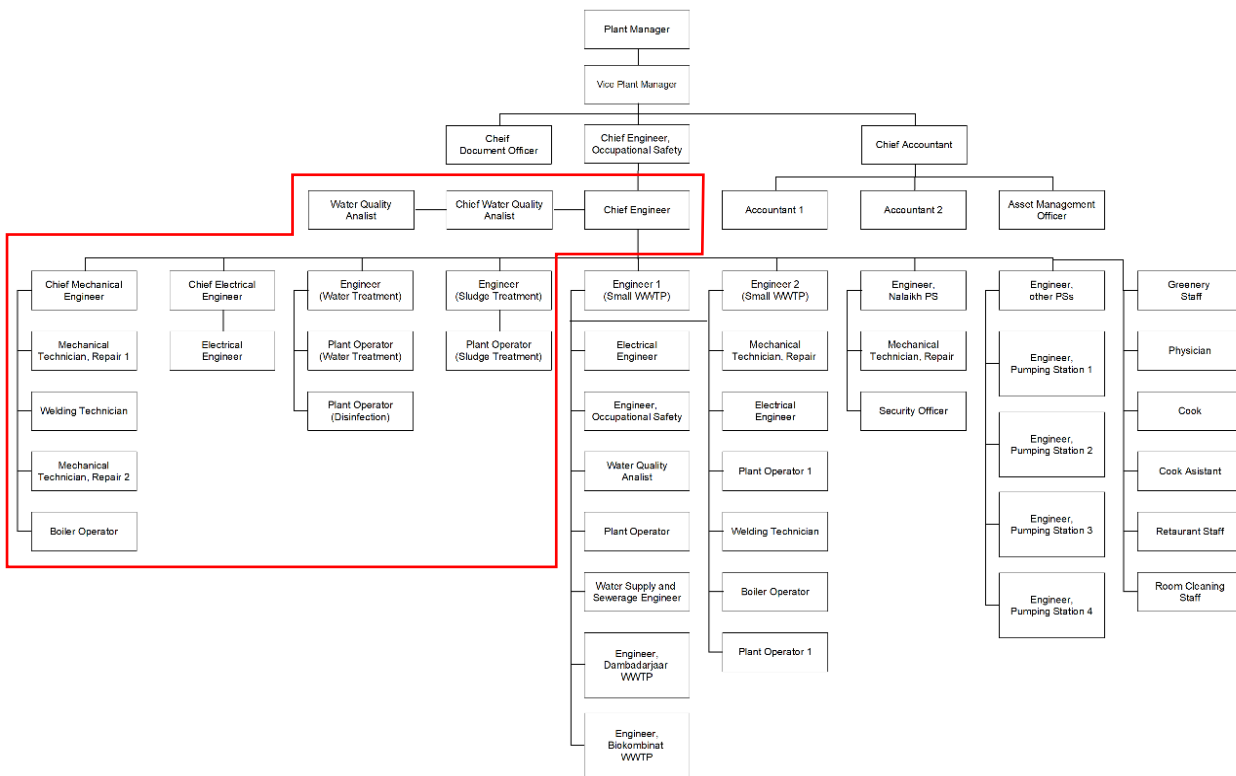 Plant Manager
Vice Plant Manager
Cheif
Document Officer
Chief Engineer,
Occupational Safety
Chief Accountant
Water Quality
Analist
Chief Water Quality
Analist
Chief Engineer
Accountant 1
Accountant 2
Asset Management
Officer
Chief Mechanical
Engineer
Chief Electrical
Engineer
Engineer
(Water Treatment)
Engineer
(Sludge Treatment)
Engineer 1
(Small WWTP)
Engineer 2
(Small WWTP)
Engineer,
Nalaikh PS
Engineer,
other PSs
Greenery
Staff
Mechanical
Technician, Repair 1
Electrical
Engineer
Plant Operator
(Water Treatment)
Plant Operator
(Sludge Treatment)
Electrical
Engineer
Mechanical
Technician, Repair
Mechanical
Technician, Repair
Engineer,
Pumping Station 1
Physician
Welding Technician
Plant Operator
(Disinfection)
Engineer,
Occupational Safety
Electrical
Engineer
Security Officer
Engineer,
Pumping Station 2
Cook
Mechanical
Technician, Repair 2
Water Quality
Analist
Plant Operator 1
Cook Asistant
Boiler Operator
Plant Operator
Welding Technician
Engineer,
Pumping Station 3
Retaurant Staff
Water Supply and
Sewerage Engineer
Boiler Operator
Engineer,
Pumping Station 4
Room Cleaning
Staff
Engineer,
Dambadarjaar
WWTP
Plant Operator 1
Engineer,
Biokombinat
WWTP